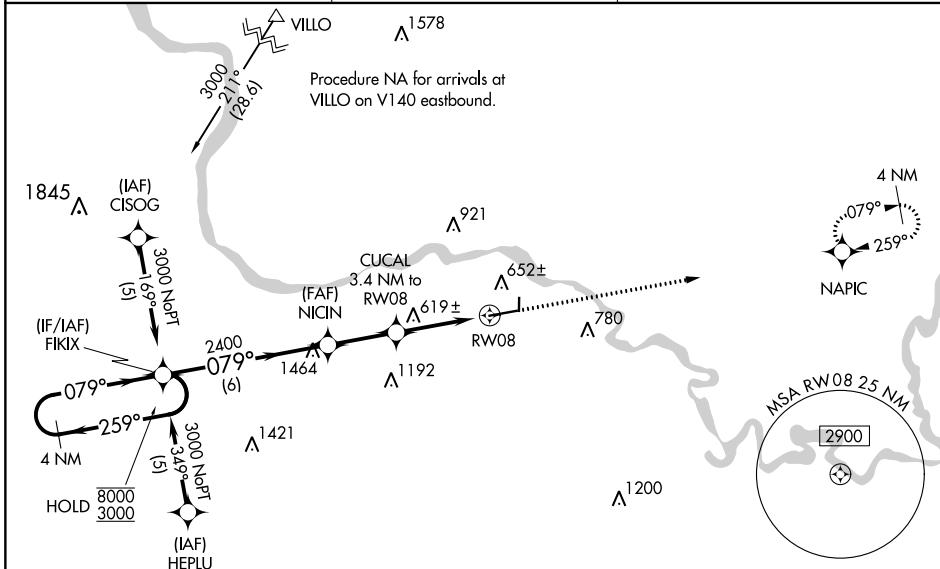 VILLO
1578
3000
211°
(28.6)
Procedure NA for arrivals at
VILLO on V140 eastbound.
1845
(IAF)
CISOG
3000 NoPT
169°
(5)
921
4 NM
079°
259°
NAPIC
CUCAL
3.4 NM to
RW08
652±
(FAF)
NICIN
619±
RW08
780
(IF/IAF)
FIKIX
2400
079°
(6)
1464
1192
079°
259°
4 NM
HOLD
8000
3000
3000 NoPT
349°
(5)
1421
(IAF)
HEPLU
1200
MSA RW08 25 NM
2900